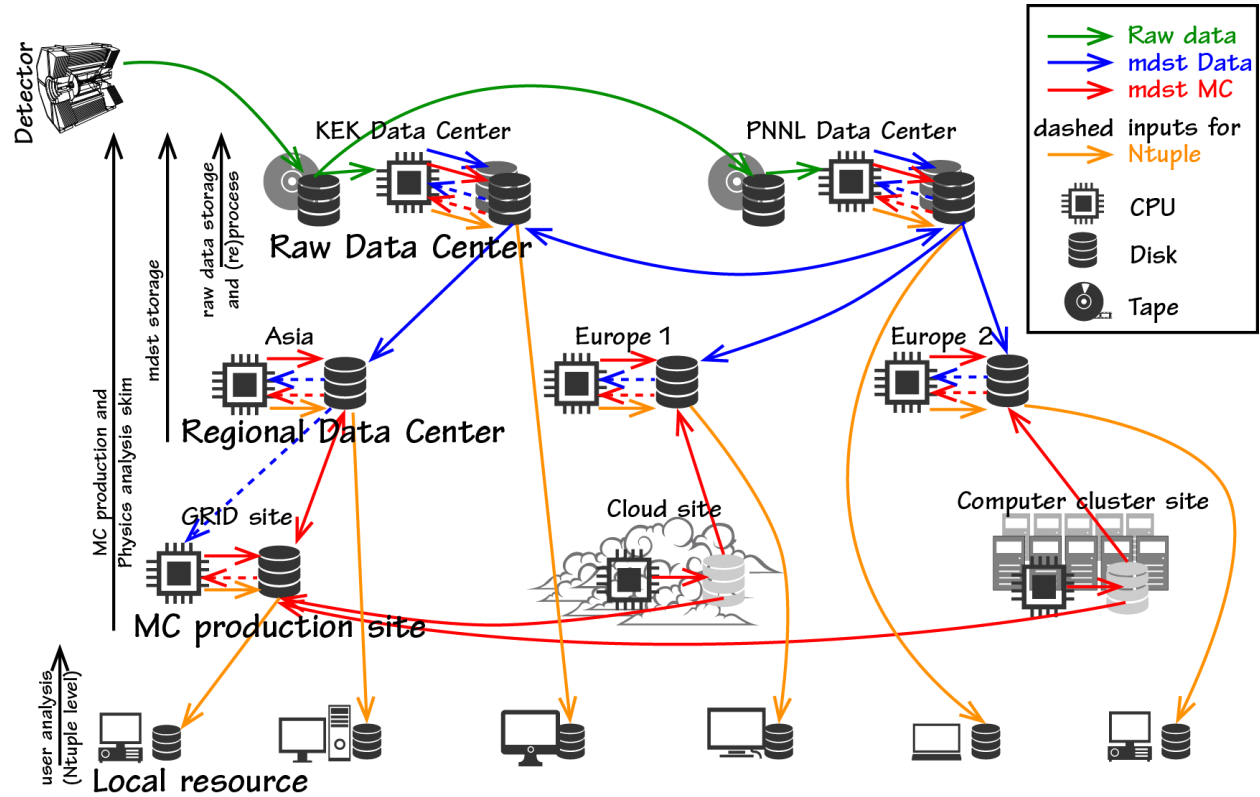 Detector
Raw data
mdst Data
mdst MC
dashed inputs for
Ntuple
CPU
Disk
Tape
KEK Data Center
PNNL Data Center
Raw Data Center
raw data storage
and (re)process
mdst storage
MC production and
Physics analysis skim
Asia
Europe 1
Europe 2
Regional Data Center
GRID site
Cloud site
Computer cluster site
MC production site
user analysis
(Ntuple level)
Local resource